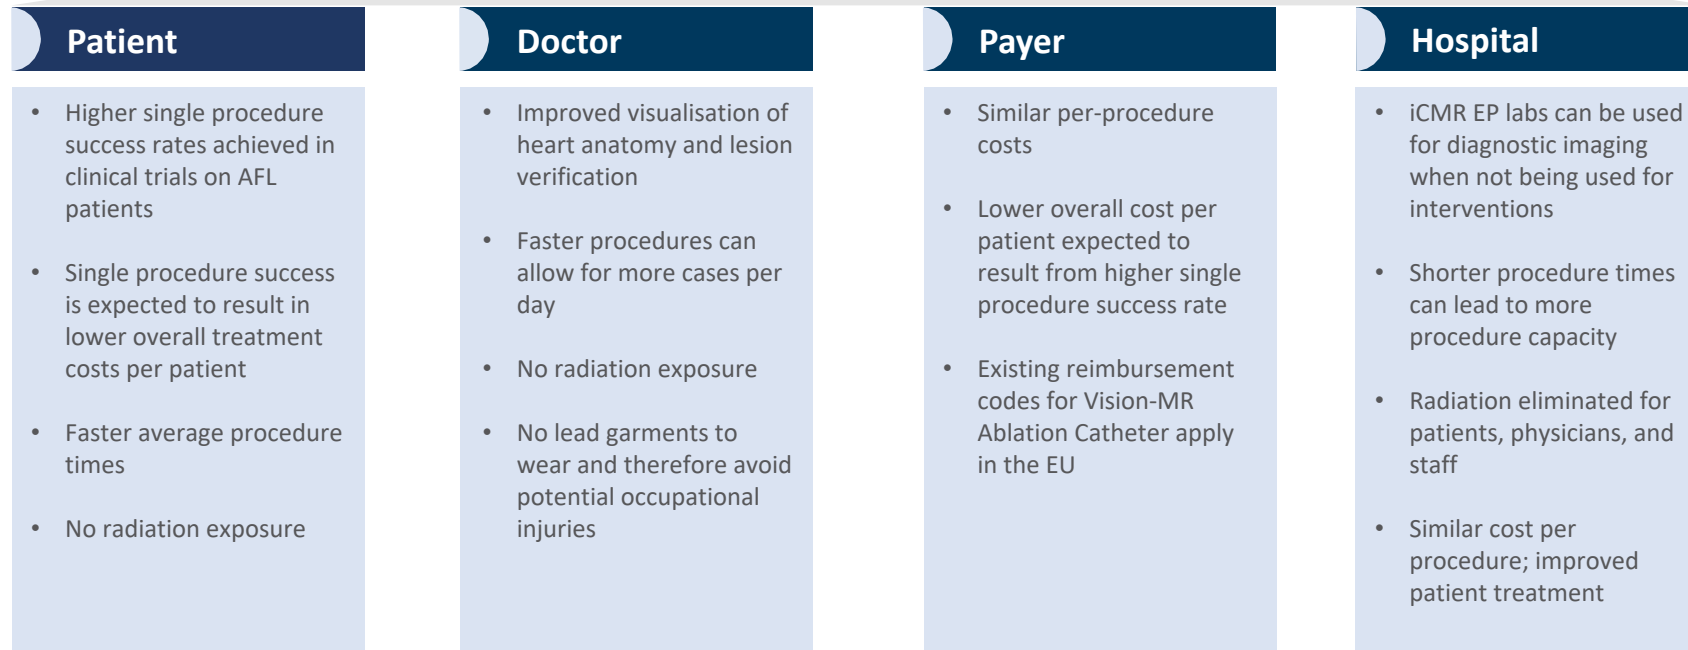 Patient
• Higher single procedure
success rates achieved in
clinical trials on AFL
patients
• Single procedure success
is expected to result in
lower overall treatment
costs per patient
• Faster average procedure
times
• No radiation exposure
Doctor
• Improved visualisation of
heart anatomy and lesion
verification
• Faster procedures can
allow for more cases per
day
• No radiation exposure
• No lead garments to
wear and therefore avoid
potential occupational
injuries
Payer
• Similar per-procedure
costs
• Lower overall cost per
patient expected to
result from higher single
procedure success rate
• Existing reimbursement
codes for Vision-MR
Ablation Catheter apply
in the EU
Hospital
• iCMR EP labs can be used
for diagnostic imaging
when not being used for
interventions
• Shorter procedure times
can lead to more
procedure capacity
• Radiation eliminated for
patients, physicians, and
staff
• Similar cost per
procedure; improved
patient treatment